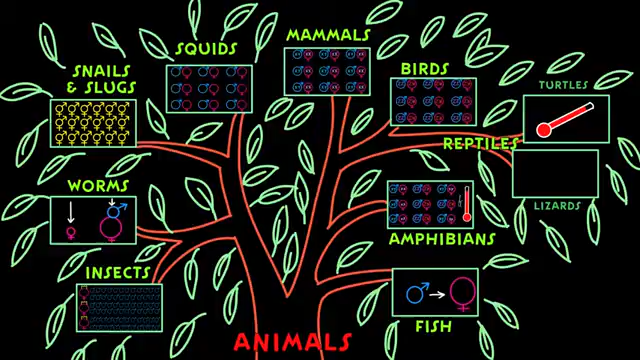 MAMMALS
SQUIDS
BIRDS
SNAILS
& SLUGS
TURTLES
REPTILES
WORMS
LIZARDS
AMPHIBIANS
INSECTS
FISH
ANIMALS